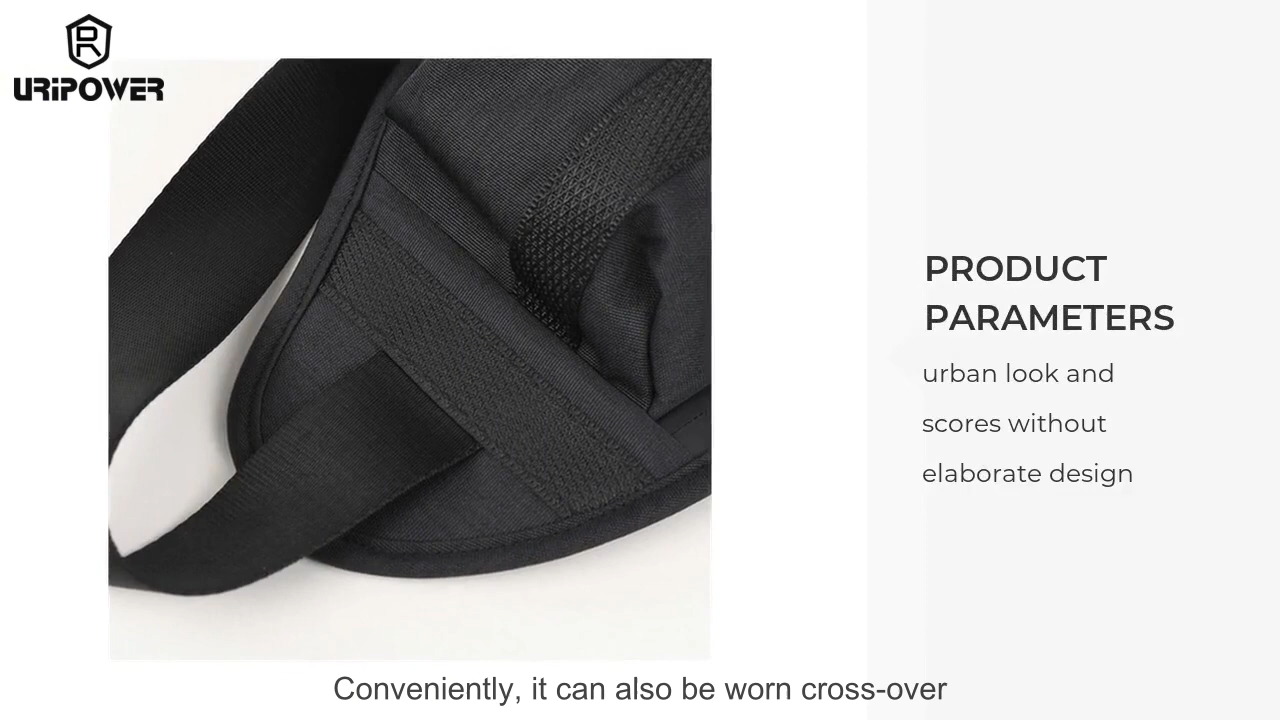 URiPOWER
PRODUCT
PARAMETERS
urban look and
scores without
elaborate design
Conveniently, it can also be worn cross-over